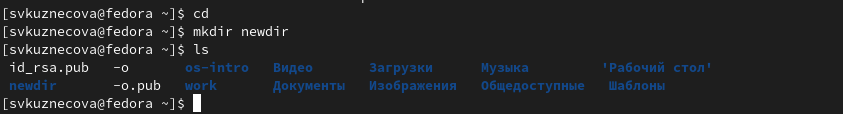 [svkuznecova@fedora ~]$ cd
[svkuznecova@fedora ~]$ mkdir newdir
[svkuznecova@fedora ~]$ ls
id_rsa.pub -o os-intro Видео Загрузки Музыка 'Рабочий стол'
newdir -o.pub work Документы Изображения Общедоступные Шаблоны
[svkuznecova@fedora ~]$